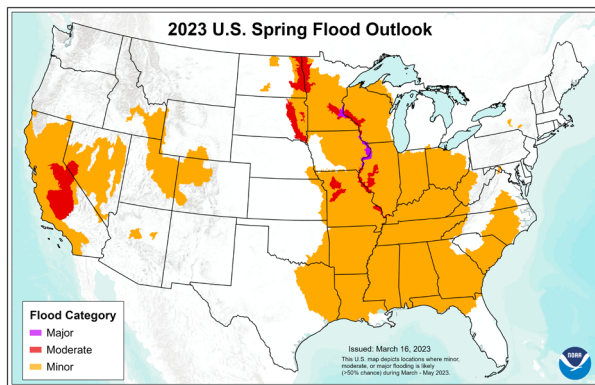 2023 U.S. Spring Flood Outlook
Flood Category
Major
Moderate
Minor
Issued: March 16, 2023
This U.S. map depicts locations where minor,
moderate, or major flooding is likely
(>50% chance) during March - May 2023.
NOAA